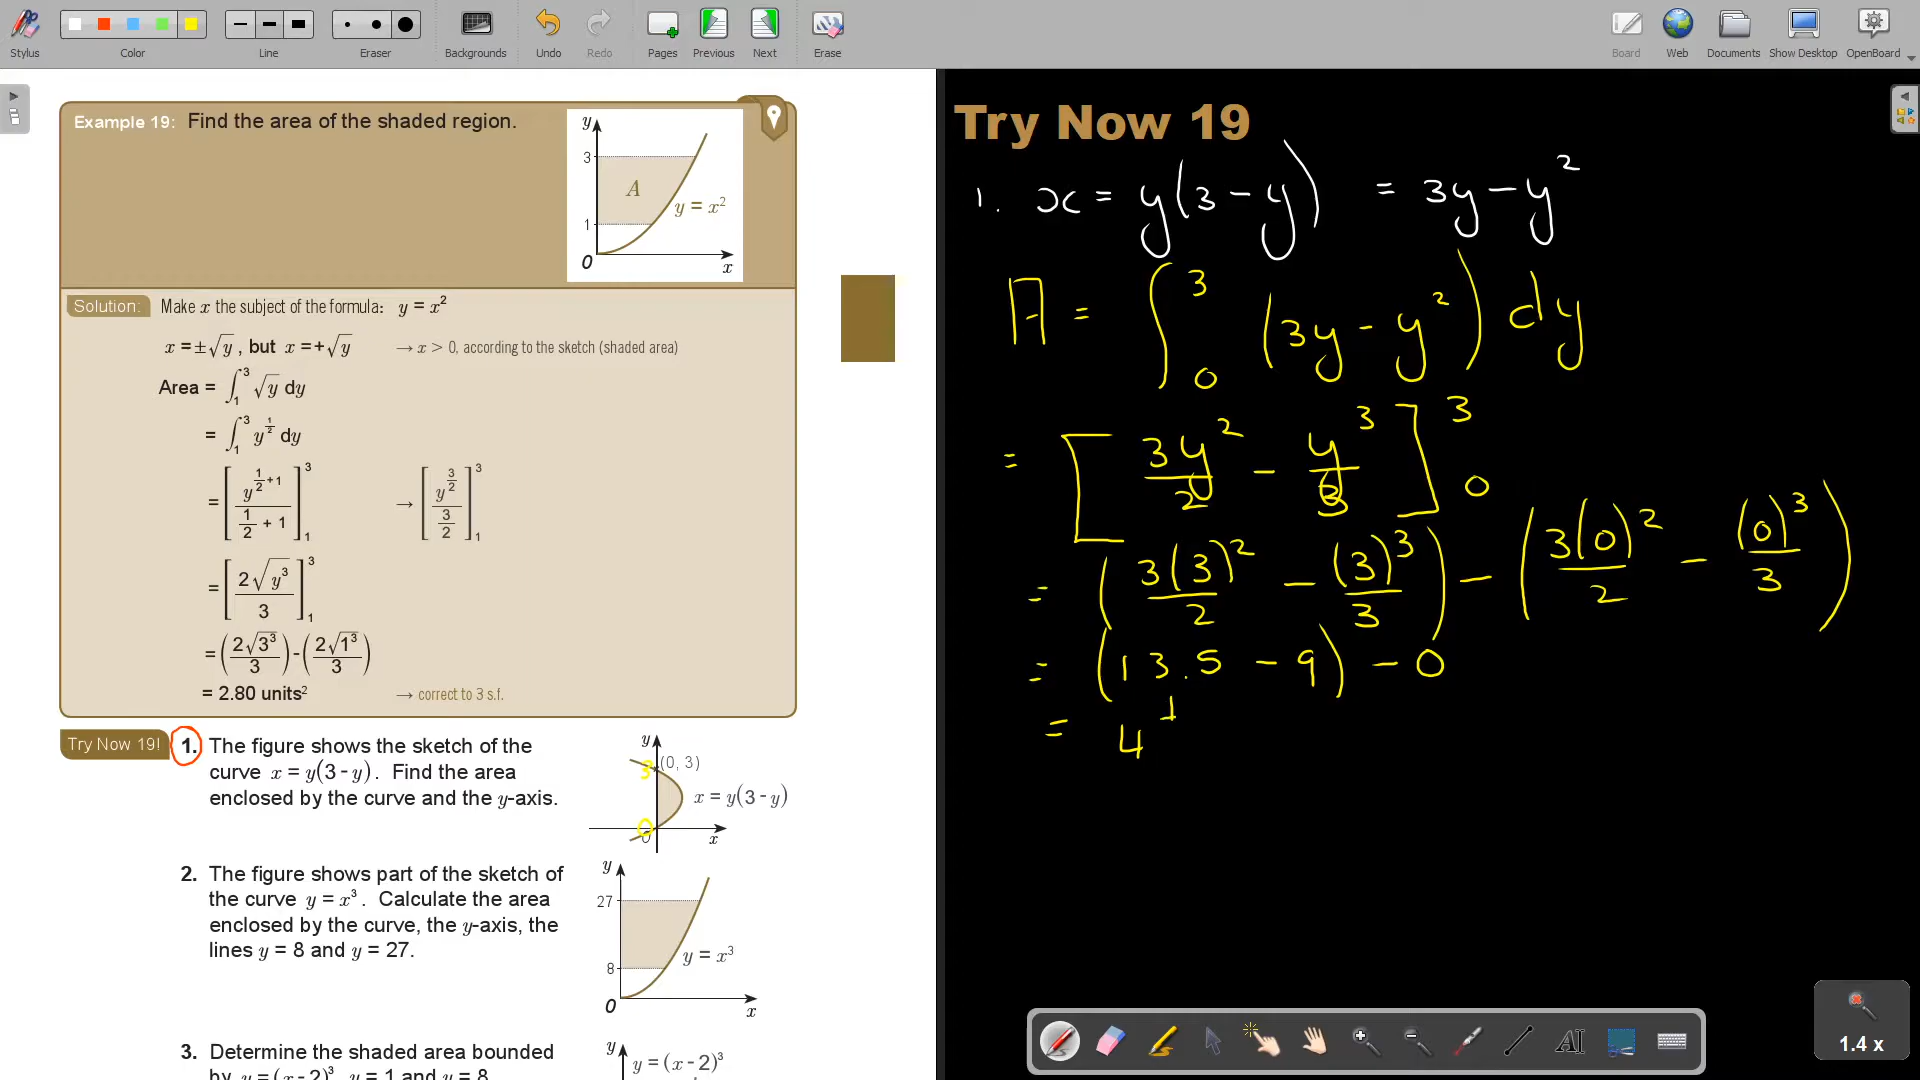 Stylus Color Line Eraser Backgrounds Undo Redo Pages Previous Next Erase Board Web Documents Show Desktop OpenBoard
Example 19: Find the area of the shaded region.
y
3
A
y = x²
1
O
x
Solution: Make x the subject of the formula: y = x²
x = ±√y , but x = +√y → x > 0, according to the sketch (shaded area)
Area = ∫₁³ √y dy
= ∫₁³ y^(1/2) dy
= [y^(1/2+1) / (1/2 + 1)]₁³ → [y^(3/2) / (3/2)]₁³
= [2√y³ / 3]₁³
= (2√3³ / 3) - (2√1³ / 3)
= 2.80 units² → correct to 3 s.f.
Try Now 19! 1. The figure shows the sketch of the
curve x = y(3 - y). Find the area
enclosed by the curve and the y-axis.
y
3 (0, 3)
x = y(3 - y)
0
x
2. The figure shows part of the sketch of
the curve y = x³. Calculate the area
enclosed by the curve, the y-axis, the
lines y = 8 and y = 27.
y
27
y = x³
8
O
x
3. Determine the shaded area bounded
by y = (x - 2)³, y = 1 and y = 8
y
y = (x - 2)³
Try Now 19
1. x = y(3 - y) = 3y - y²
A = ∫₀³ (3y - y²) dy
= [3y²/2 - y³/3]₀³
= (3(3)²/2 - (3)³/3) - (3(0)²/2 - (0)³/3)
= (13.5 - 9) - 0
= 4 1
1.4 x